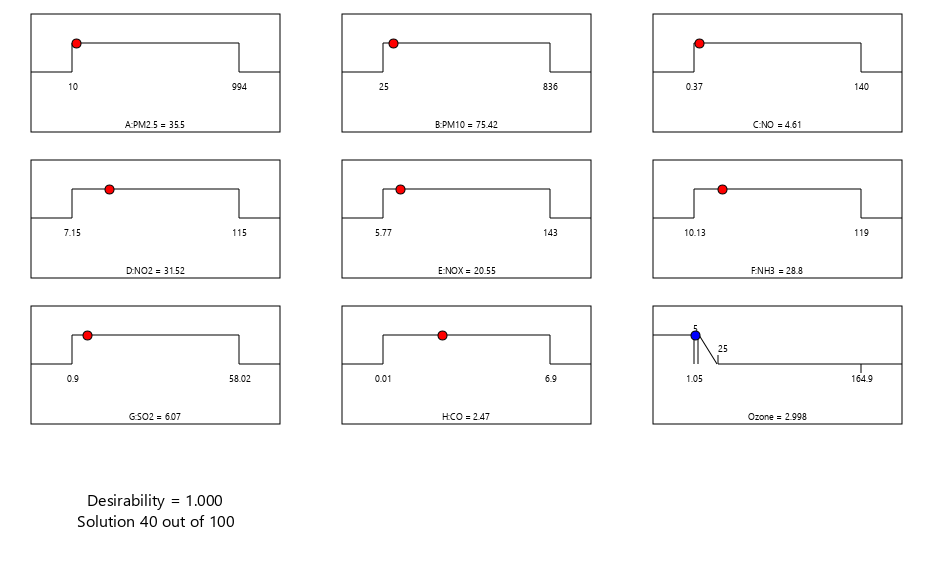 10 994
A:PM2.5 = 35.5
25 836
B:PM10 = 75.42
0.37 140
C:NO = 4.61
7.15 115
D:NO2 = 31.52
5.77 143
E:NOX = 20.55
10.13 119
F:NH3 = 28.8
0.9 58.02
G:SO2 = 6.07
0.01 6.9
H:CO = 2.47
5
25
1.05 164.9
Ozone = 2.998
Desirability = 1.000
Solution 40 out of 100